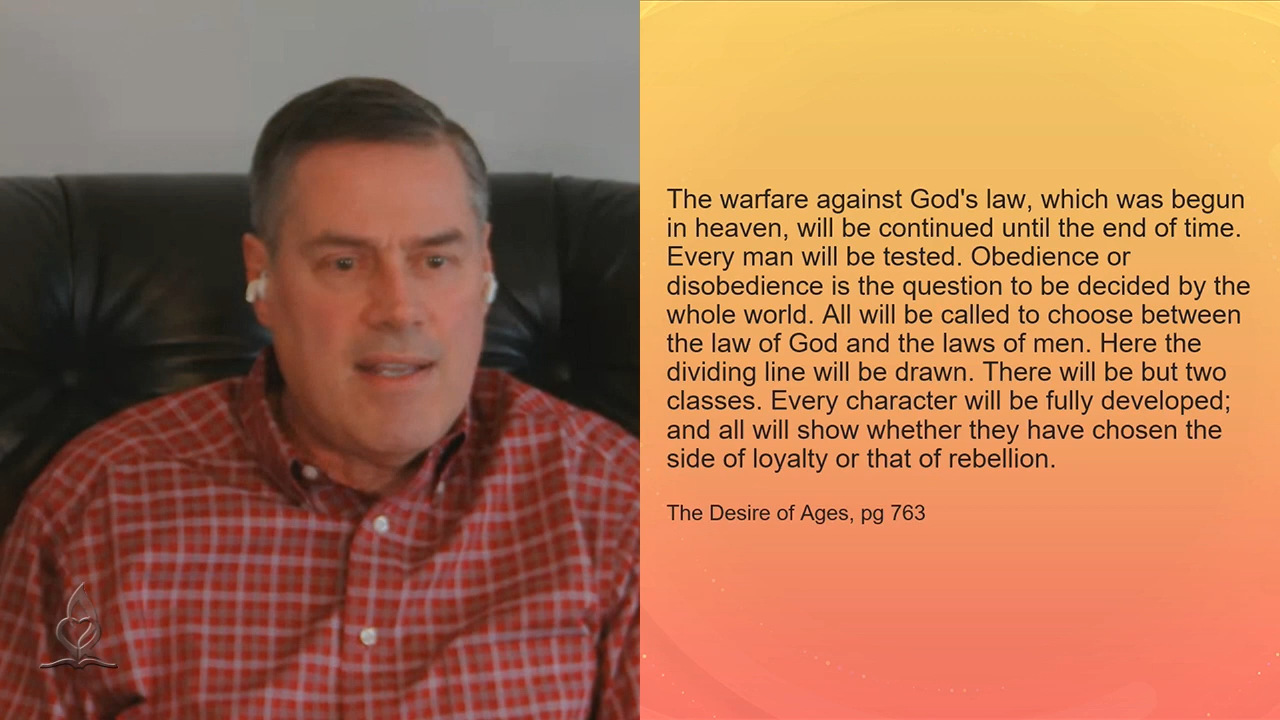 The warfare against God's law, which was begun
in heaven, will be continued until the end of time.
Every man will be tested. Obedience or
disobedience is the question to be decided by the
whole world. All will be called to choose between
the law of God and the laws of men. Here the
dividing line will be drawn. There will be but two
classes. Every character will be fully developed;
and all will show whether they have chosen the
side of loyalty or that of rebellion.
The Desire of Ages, pg 763